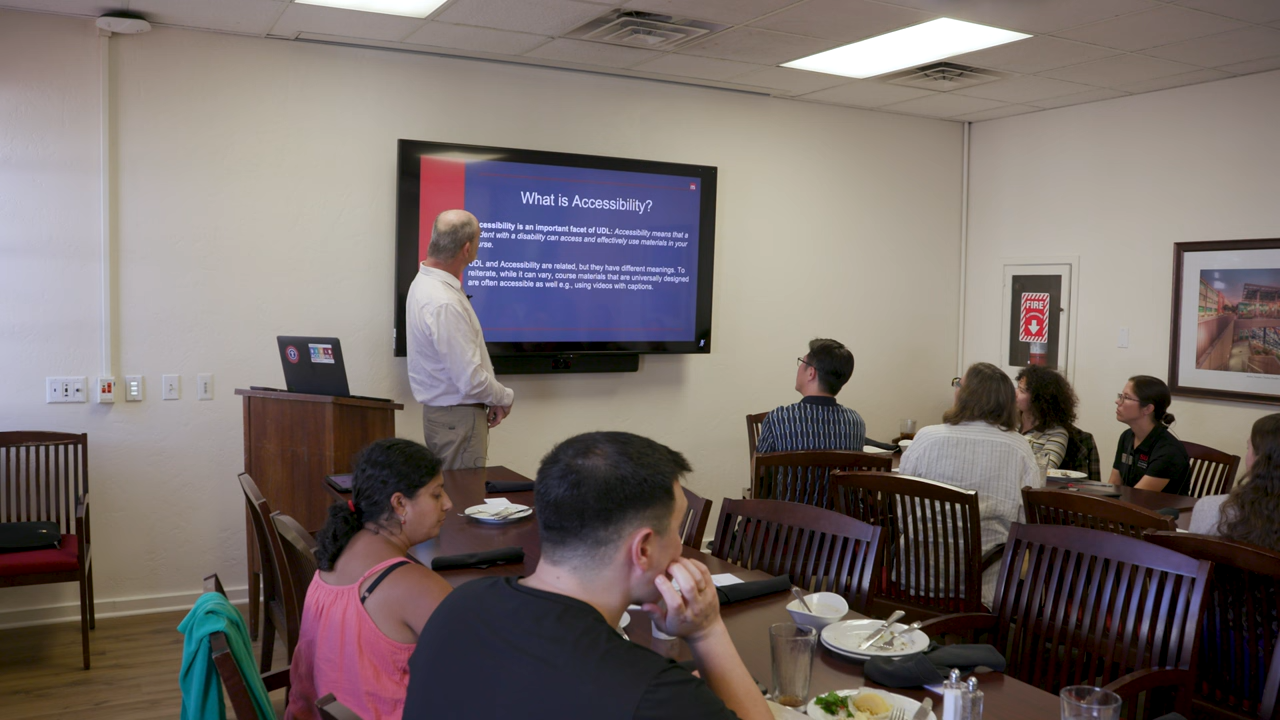 What is Accessibility?
cessibility is an important facet of UDL: Accessibility means that a
dent with a disability can access and effectively use materials in your
urse.
UDL and Accessibility are related, but they have different meanings. To
reiterate, while it can vary, course materials that are universally designed
are often accessible as well e.g., using videos with captions.
FIRE